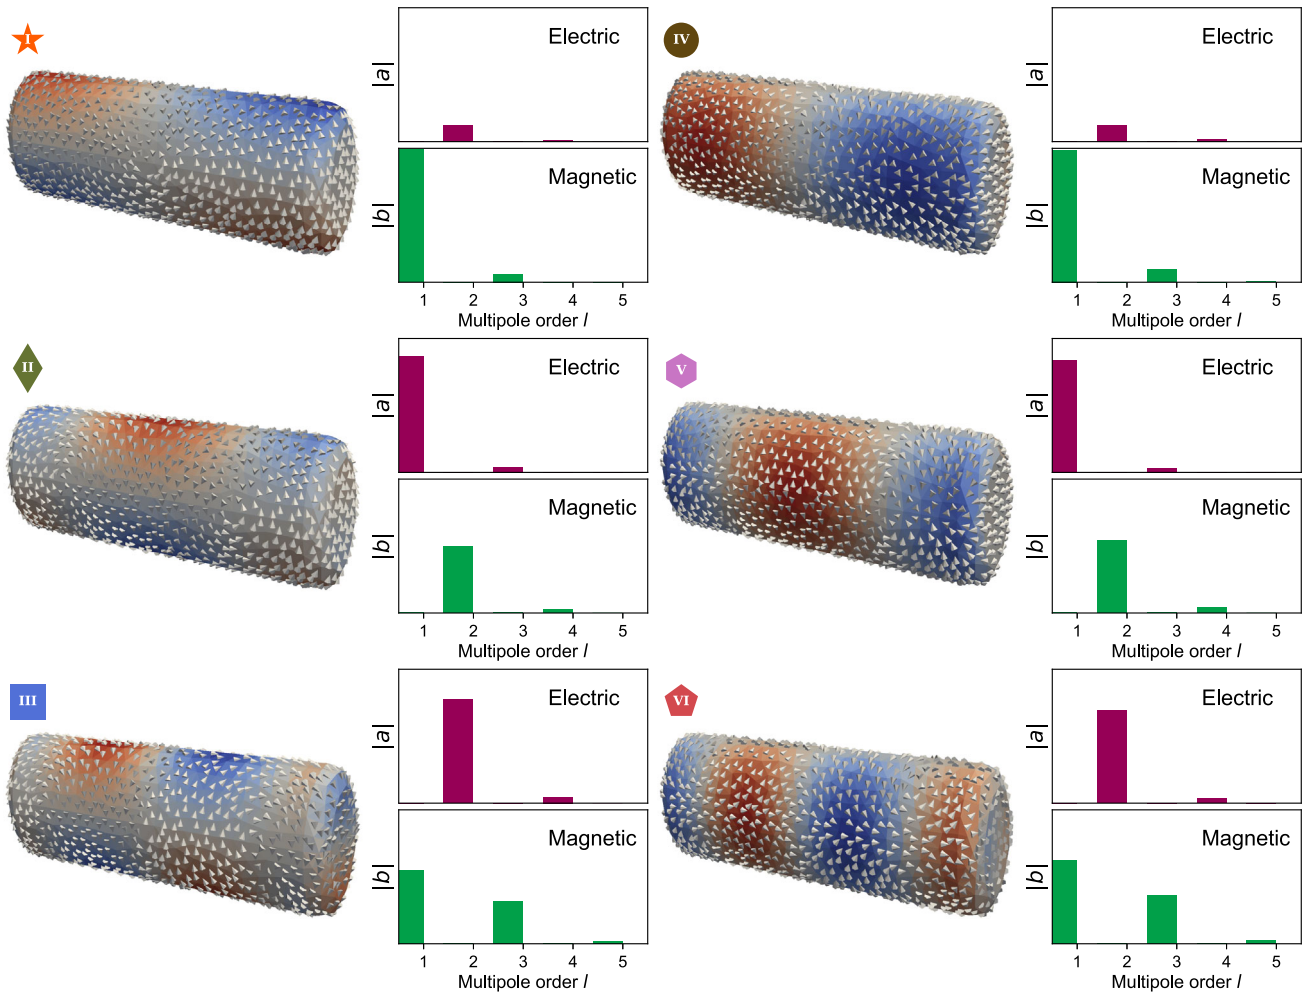 I
Electric
|a|
Magnetic
|b|
1 2 3 4 5
Multipole order l
IV
Electric
|a|
Magnetic
|b|
1 2 3 4 5
Multipole order l
II
Electric
|a|
Magnetic
|b|
1 2 3 4 5
Multipole order l
V
Electric
|a|
Magnetic
|b|
1 2 3 4 5
Multipole order l
III
Electric
|a|
Magnetic
|b|
1 2 3 4 5
Multipole order l
VI
Electric
|a|
Magnetic
|b|
1 2 3 4 5
Multipole order l